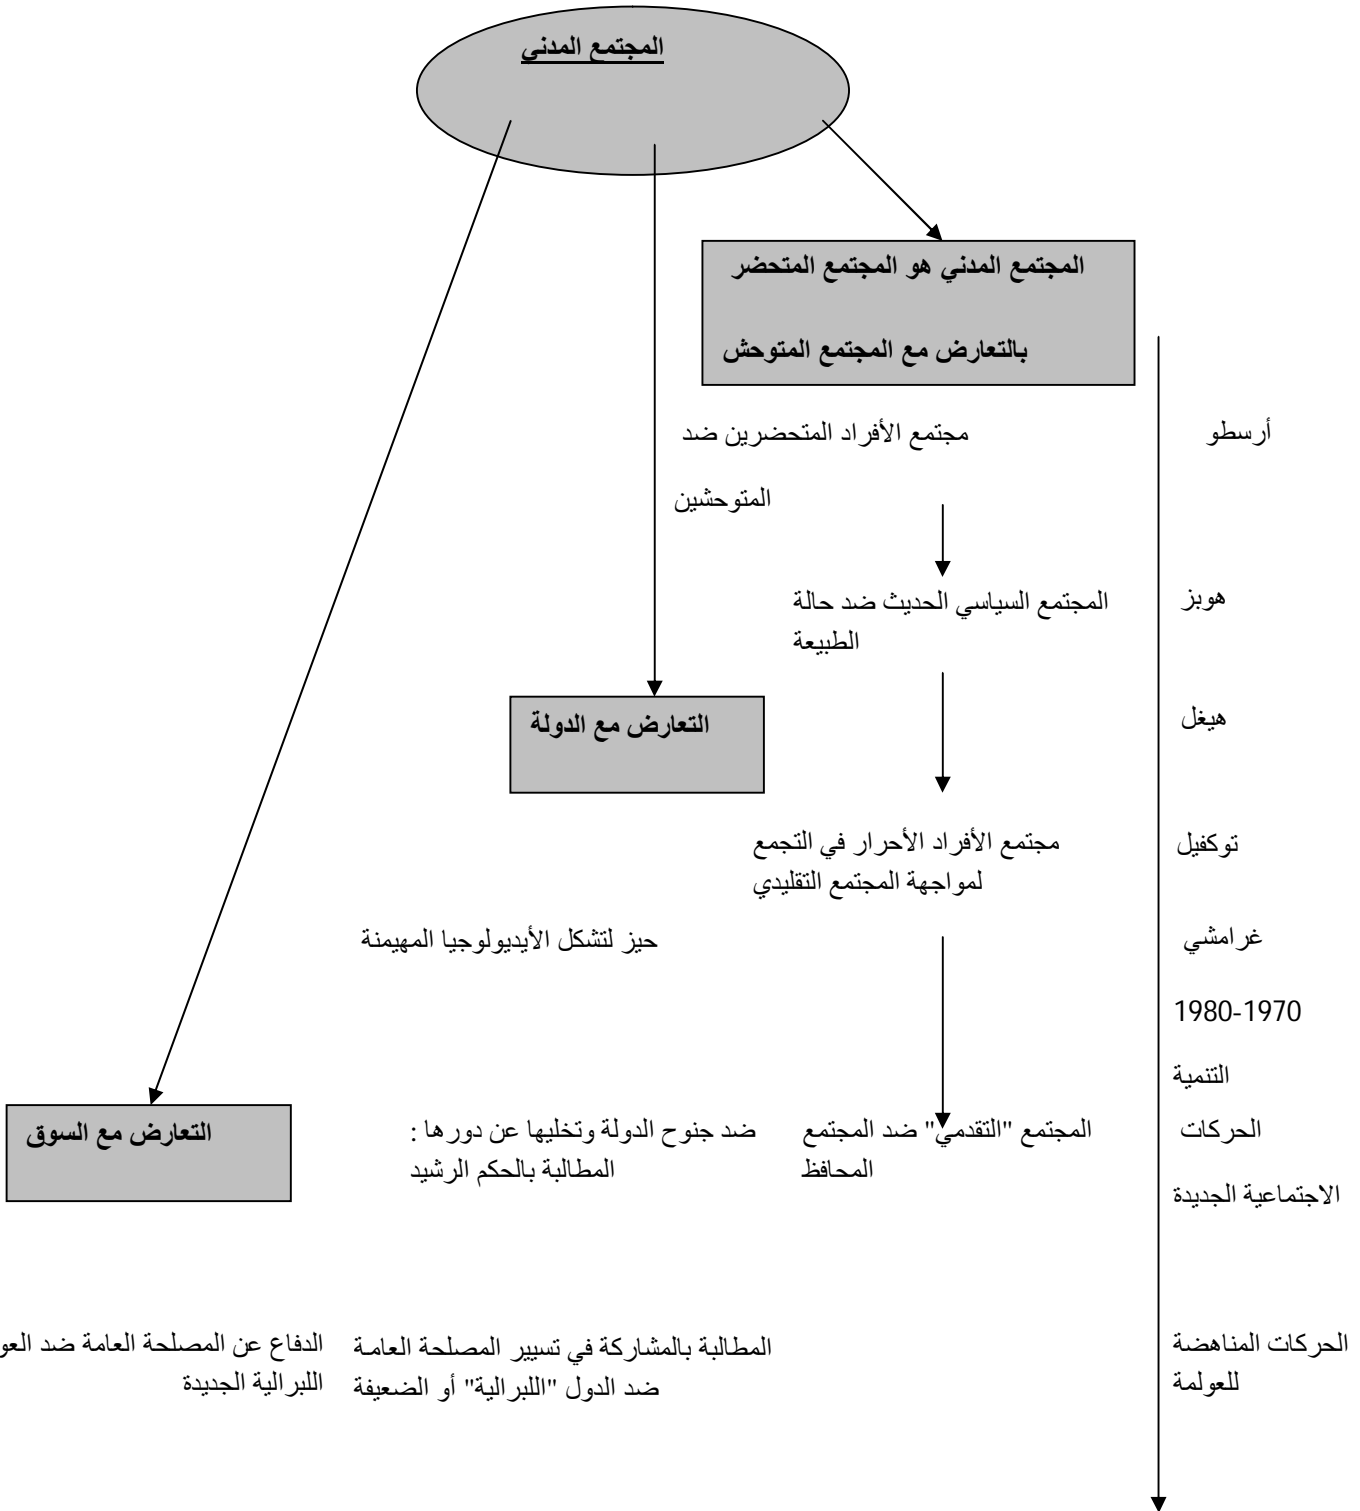 المجتمع المدني
المجتمع المدني هو المجتمع المتحضر
بالتعارض مع المجتمع المتوحش
أرسطو
مجتمع الأفراد المتحضرين ضد
المتوحشين
هوبز
المجتمع السياسي الحديث ضد حالة
الطبيعة
هيغل
التعارض مع الدولة
توكفيل
مجتمع الأفراد الأحرار في التجمع
لمواجهة المجتمع التقليدي
غرامشي
حيز لتشكل الأيديولوجيا المهيمنة
1980-1970
التنمية
الحركات
الاجتماعية الجديدة
المجتمع "التقدمي" ضد المجتمع
المحافظ
ضد جنوح الدولة وتخليها عن دورها :
المطالبة بالحكم الرشيد
التعارض مع السوق
الحركات المناهضة
للعولمة
المطالبة بالمشاركة في تسيير المصلحة العامة
ضد الدول "اللبرالية" أو الضعيفة
الدفاع عن المصلحة العامة ضد
اللبرالية الجديدة